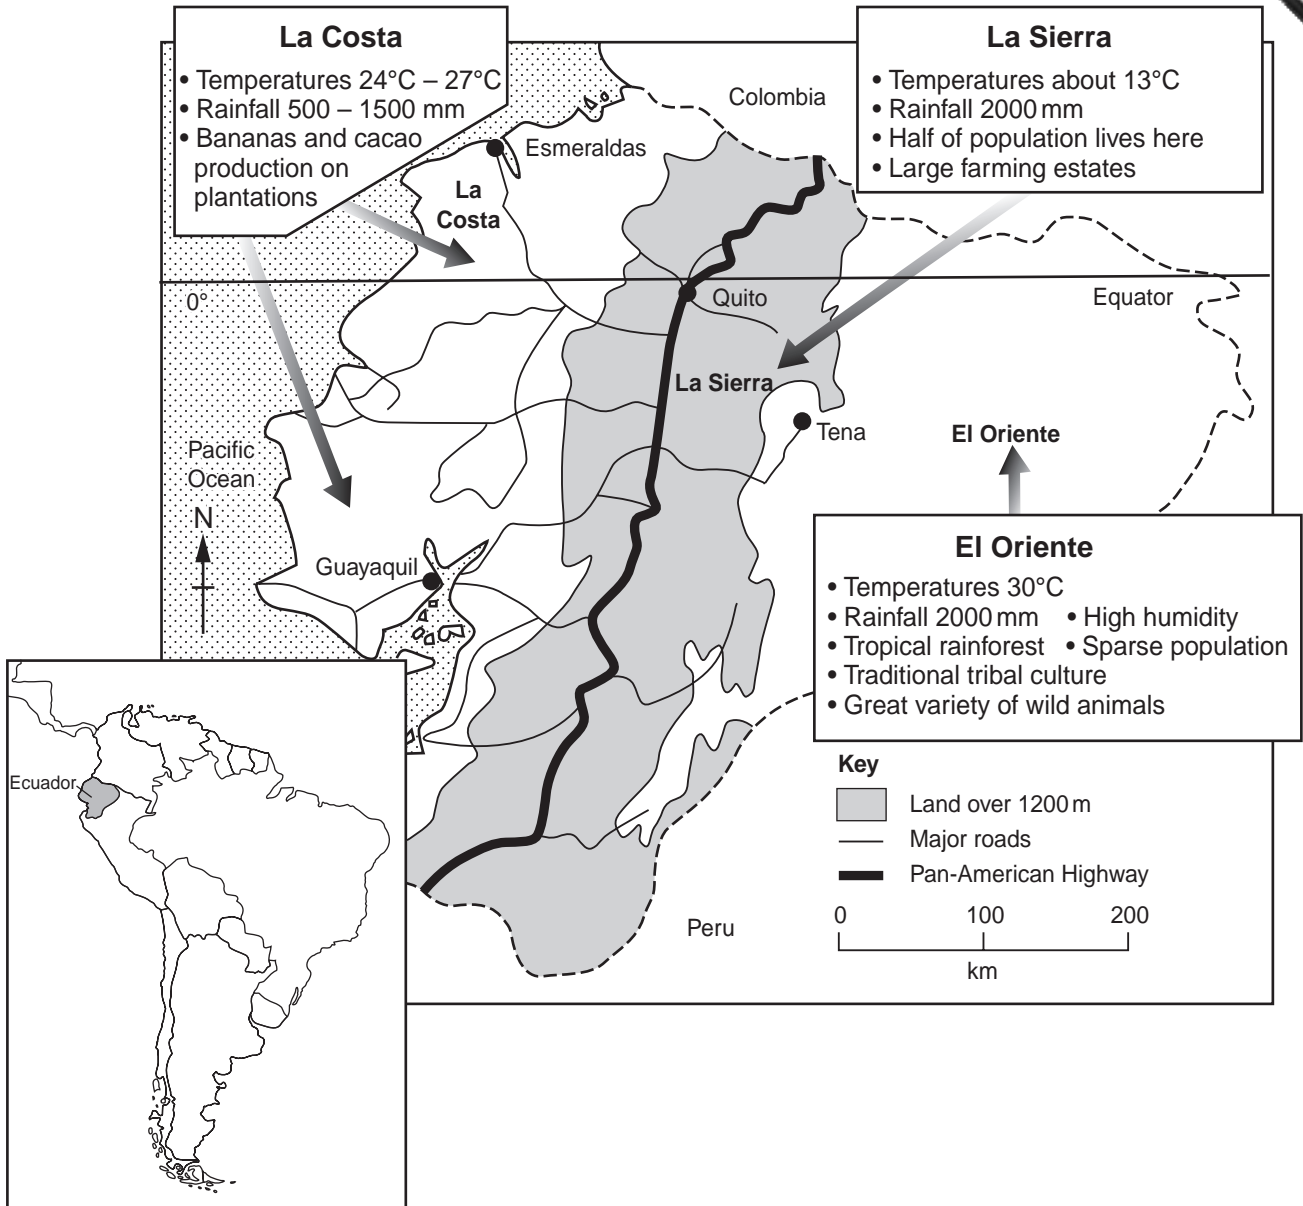 La Costa
• Temperatures 24°C – 27°C
• Rainfall 500 – 1500 mm
• Bananas and cacao
production on
plantations
La Sierra
• Temperatures about 13°C
• Rainfall 2000 mm
• Half of population lives here
• Large farming estates
Colombia
Esmeraldas
La
Costa
0°
Quito
Equator
La Sierra
Tena
El Oriente
Pacific
Ocean
N
Guayaquil
El Oriente
• Temperatures 30°C
• Rainfall 2000 mm • High humidity
• Tropical rainforest • Sparse population
• Traditional tribal culture
• Great variety of wild animals
Ecuador
Key
Land over 1200 m
Major roads
Pan-American Highway
Peru
0 100 200
km